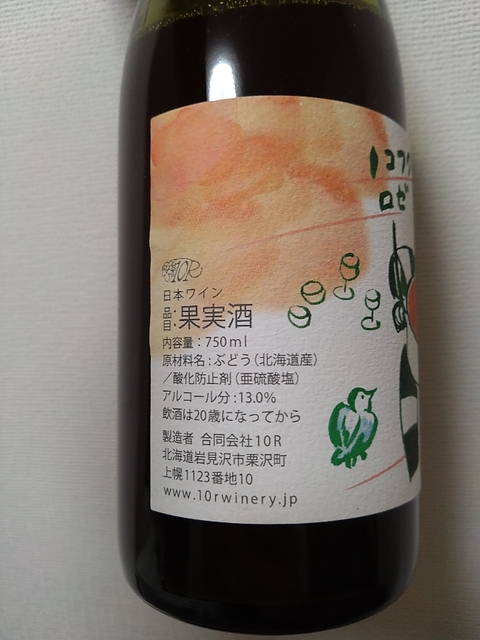 コフク
ロゼ
10R
日本ワイン
品目:果実酒
内容量:750ml
原材料名:ぶどう(北海道産)
/酸化防止剤(亜硫酸塩)
アルコール分:13.0%
飲酒は20歳になってから
製造者 合同会社10R
北海道岩見沢市栗沢町
上幌1123番地10
www.10rwinery.jp